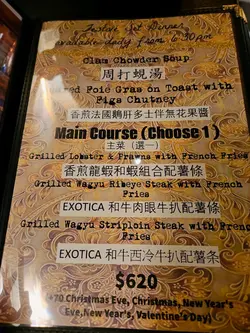 Festive Set Dinner
available daily from 6:30pm
Clam Chowder Soup
周打蜆湯
Seared Foie Gras on Toast with
Figs Chutney
香煎法國鵝肝多士伴無花果醬
Main Course (Choose 1)
主菜（選一）
Grilled Lobster & Prawns with French Fries
香煎龍蝦和蝦組合配薯條
Grilled Wagyu Ribeye Steak with French
Fries
EXOTICA 和牛肉眼牛扒配薯條
Grilled Wagyu Striploin Steak with French
Fries
EXOTICA 和牛西冷牛扒配薯条
$620
+70 Christmas Eve, Christmas, New Year's
Eve,New Year's, Valentine's Day)